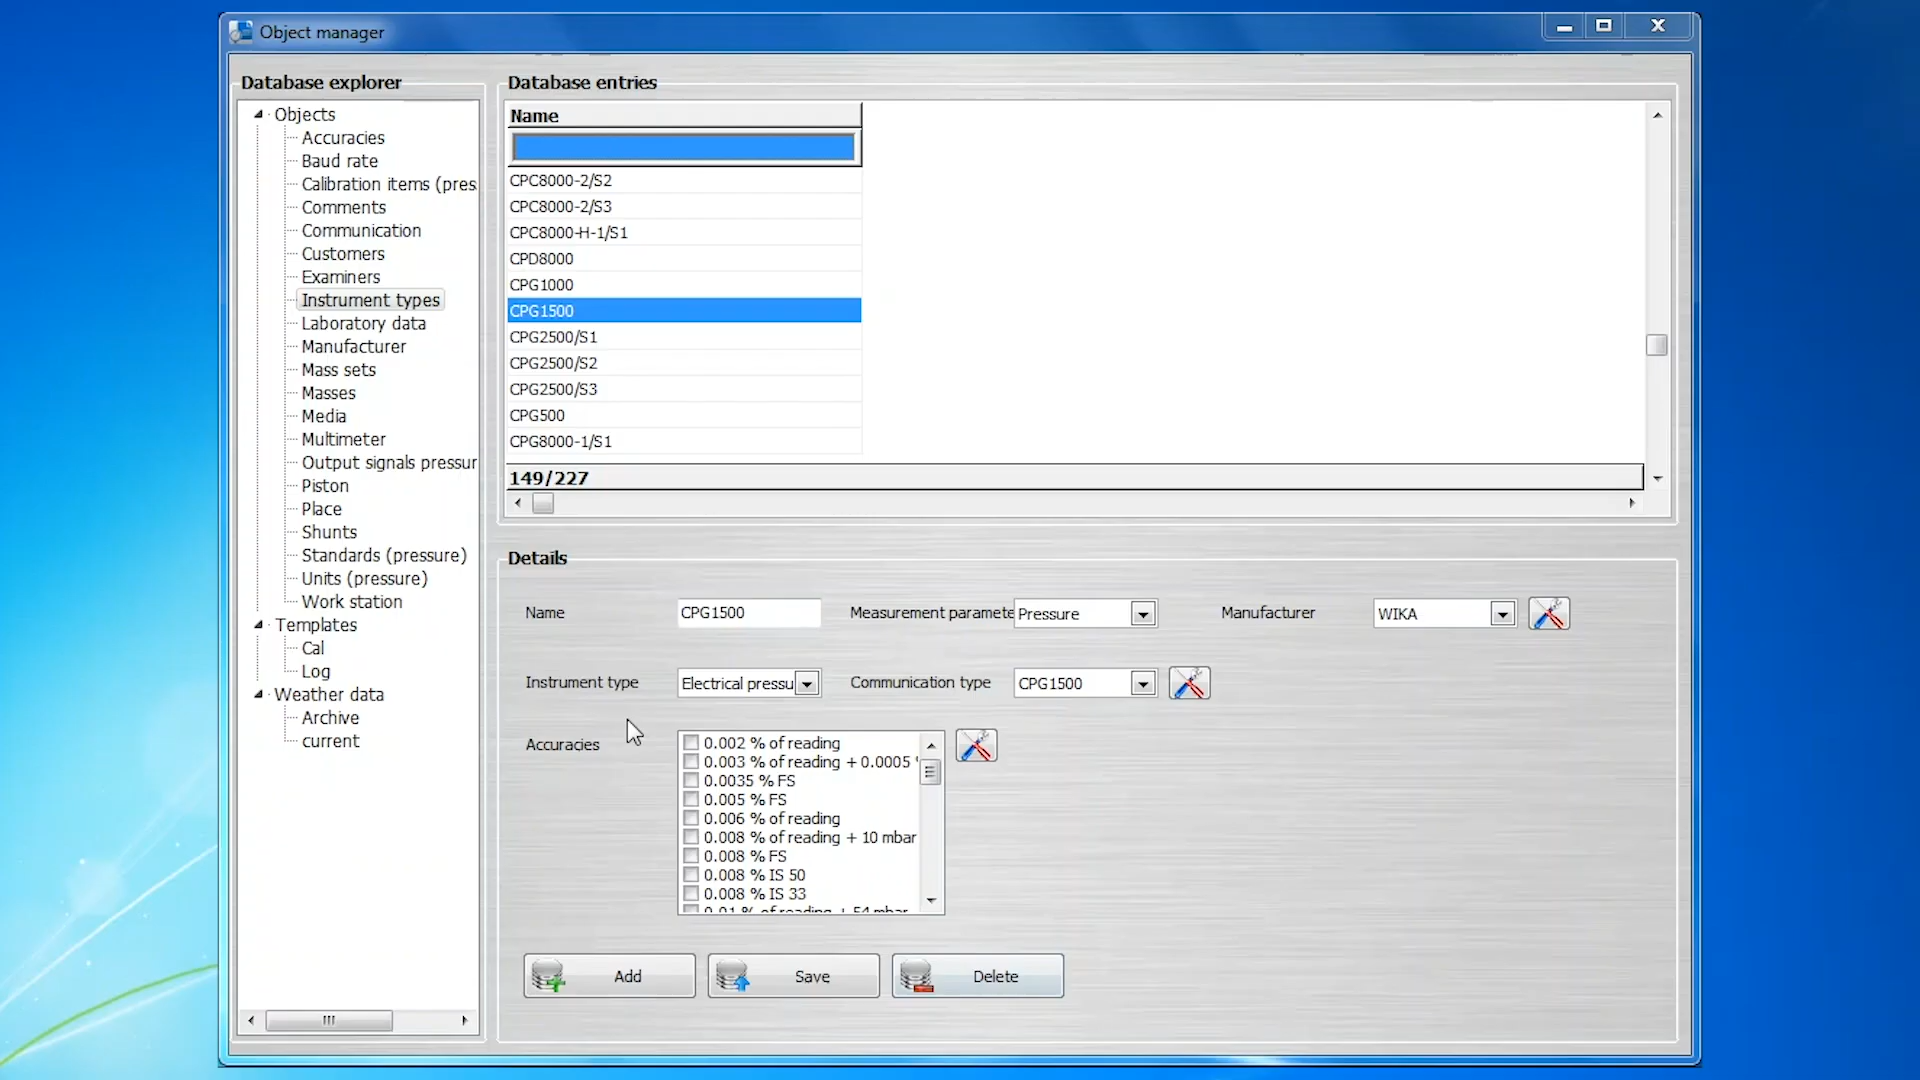 Object manager
Database explorer
Objects
Accuracies
Baud rate
Calibration items (pres
Comments
Communication
Customers
Examiners
Instrument types
Laboratory data
Manufacturer
Mass sets
Masses
Media
Multimeter
Output signals pressur
Piston
Place
Shunts
Standards (pressure)
Units (pressure)
Work station
Templates
Cal
Log
Weather data
Archive
current
Database entries
Name
CPC8000-2/S2
CPC8000-2/S3
CPC8000-H-1/S1
CPD8000
CPG1000
CPG1500
CPG2500/S1
CPG2500/S2
CPG2500/S3
CPG500
CPG8000-1/S1
149/227
Details
Name CPG1500 Measurement paramete Pressure Manufacturer WIKA
Instrument type Electrical pressu Communication type CPG1500
Accuracies
0.002 % of reading
0.003 % of reading + 0.0005
0.0035 % FS
0.005 % FS
0.006 % of reading
0.008 % of reading + 10 mbar
0.008 % FS
0.008 % IS 50
0.008 % IS 33
0.01 % of reading + 54 mbar
Add Save Delete